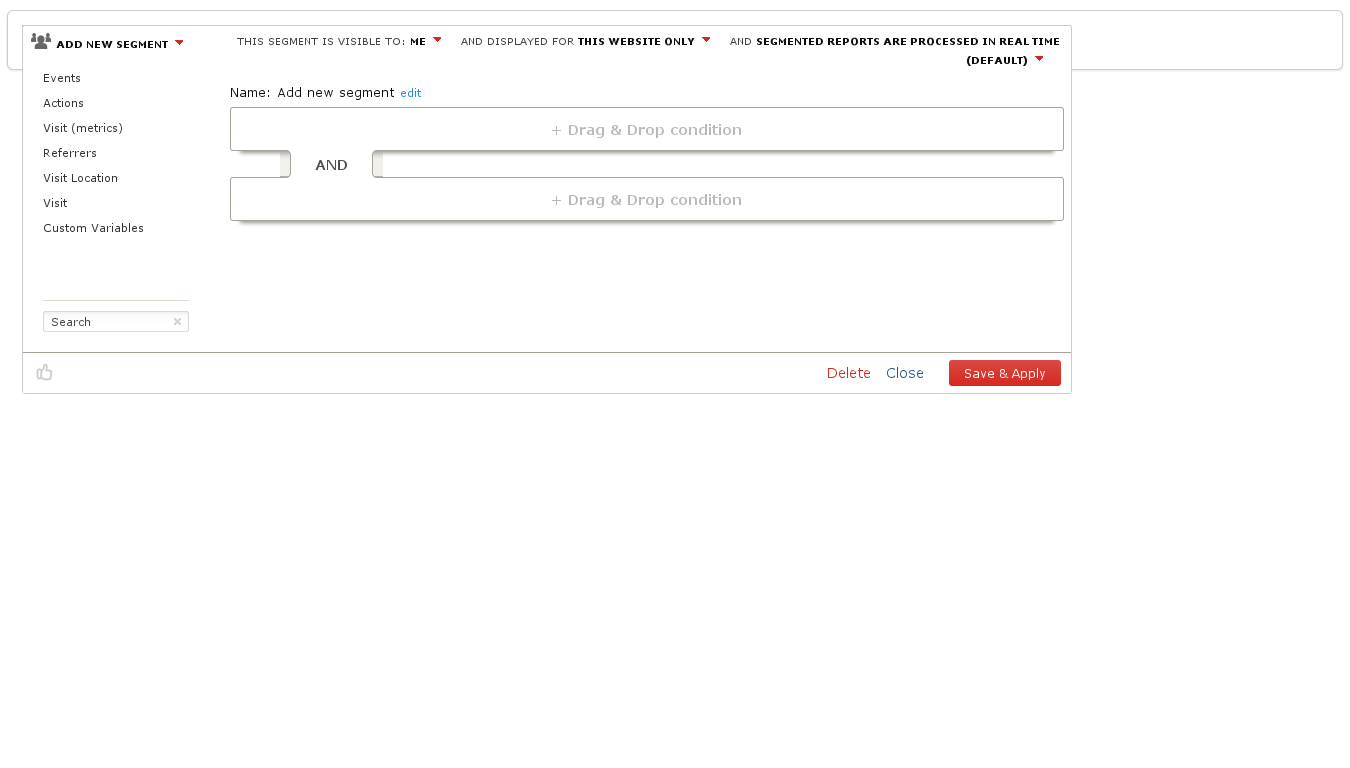 ADD NEW SEGMENT
THIS SEGMENT IS VISIBLE TO: ME AND DISPLAYED FOR THIS WEBSITE ONLY AND SEGMENTED REPORTS ARE PROCESSED IN REAL TIME
(DEFAULT)
Events
Actions
Visit (metrics)
Referrers
Visit Location
Visit
Custom Variables
Search
Name: Add new segment edit
+ Drag & Drop condition
AND
+ Drag & Drop condition
Delete Close Save & Apply